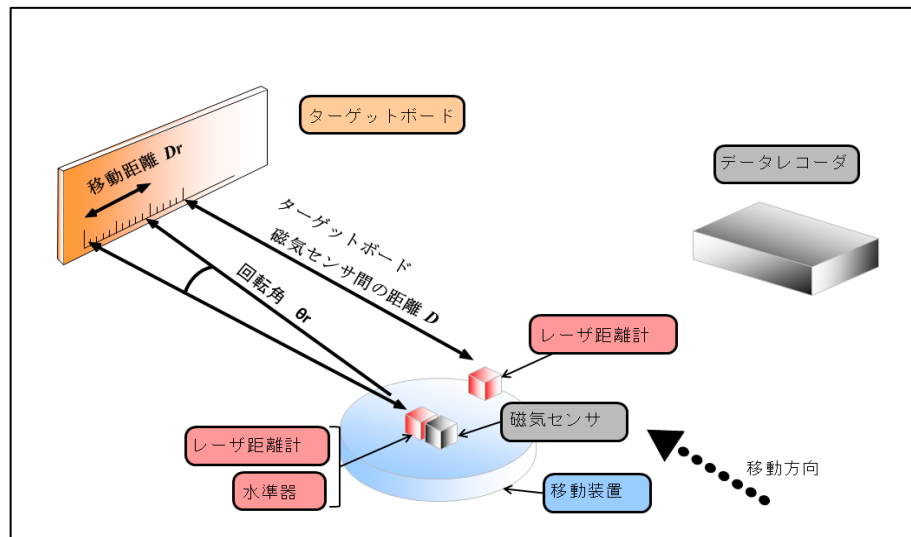 ターゲットボード
データレコーダ
移動距離 Dr
ターゲットボード
磁気センサ間の距離 D
回転角 θr
レーザ距離計
磁気センサ
レーザ距離計
水準器
移動装置
移動方向